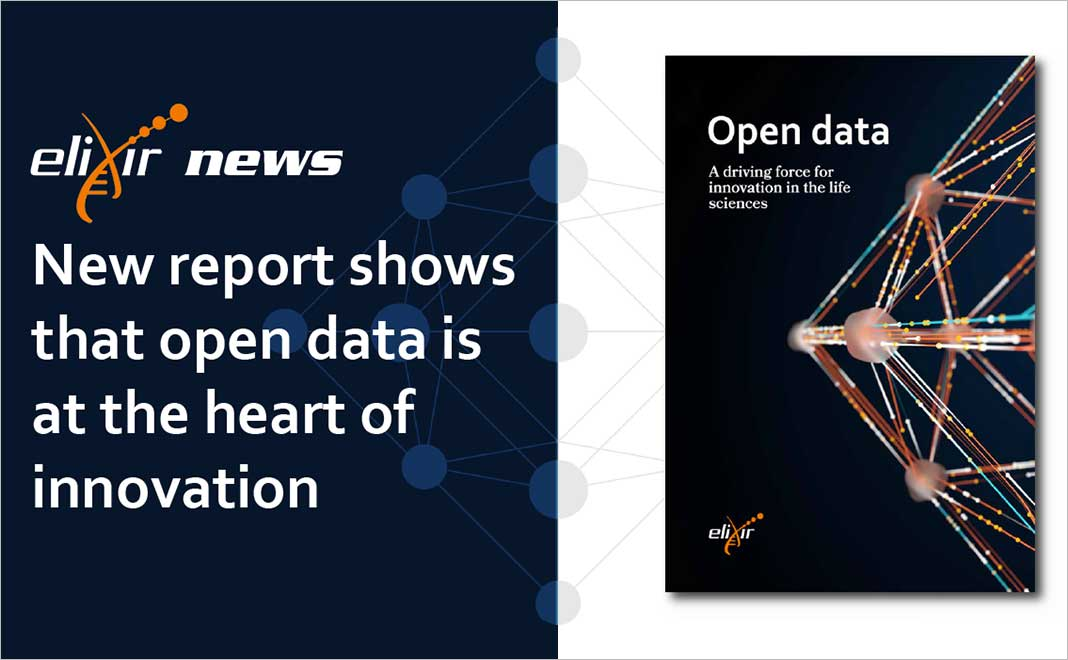 elixir news
New report shows
that open data is
at the heart of
innovation
Open data
A driving force for
innovation in the life
sciences
elixir